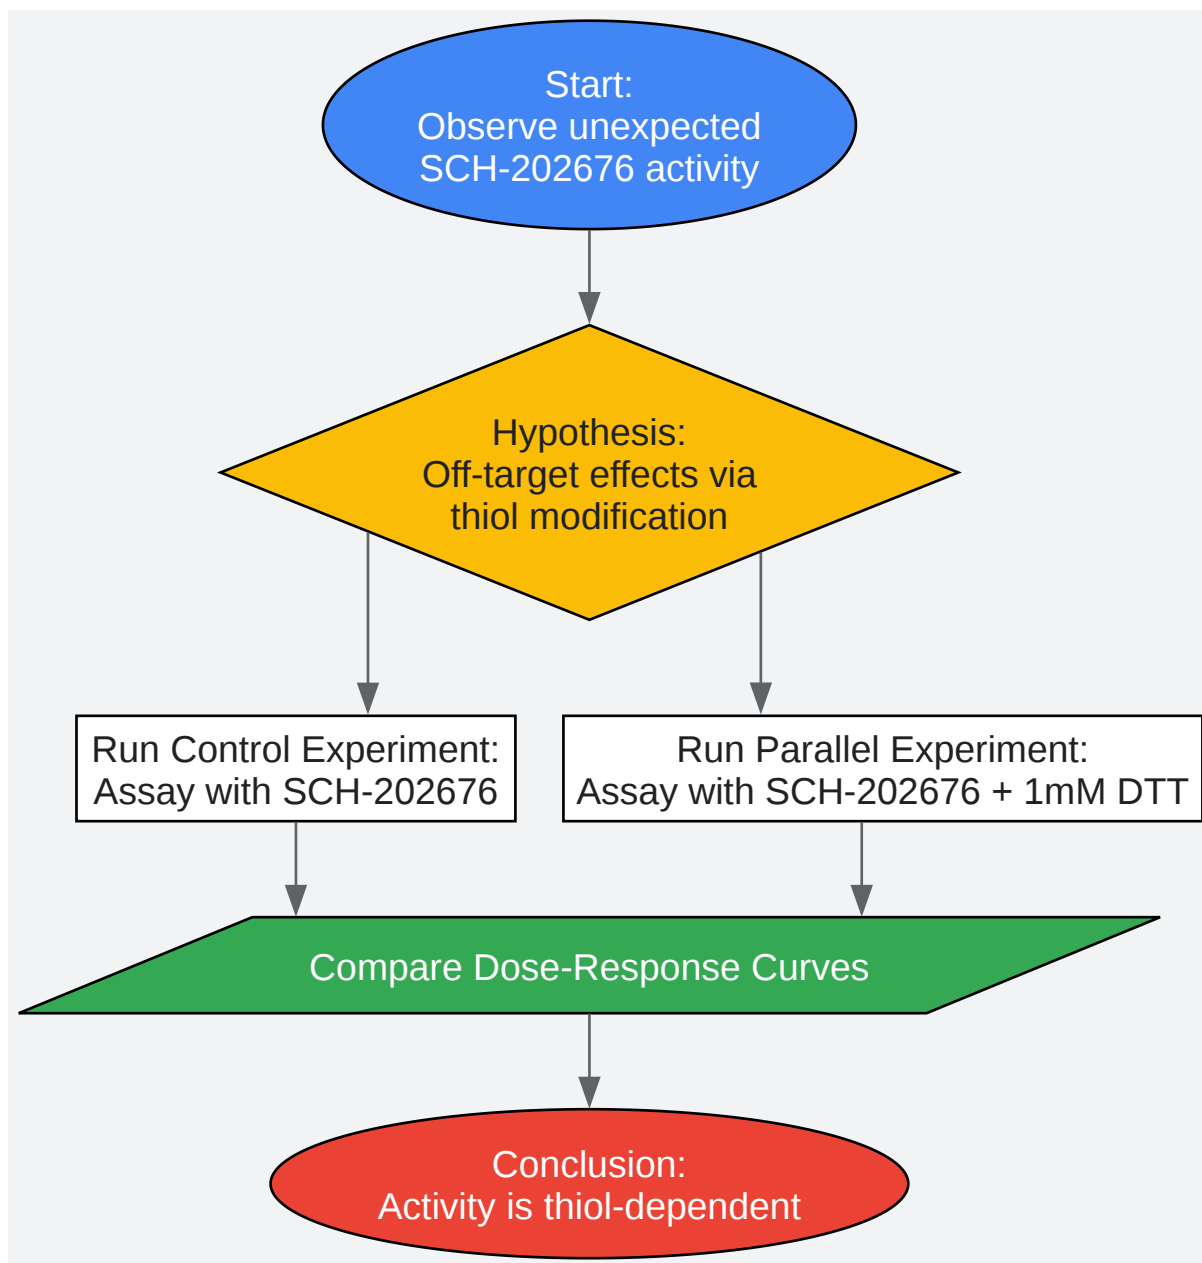 Start:
Observe unexpected
SCH-202676 activity
Hypothesis:
Off-target effects via
thiol modification
Run Control Experiment:
Assay with SCH-202676
Run Parallel Experiment:
Assay with SCH-202676 + 1mM DTT
Compare Dose-Response Curves
Conclusion:
Activity is thiol-dependent